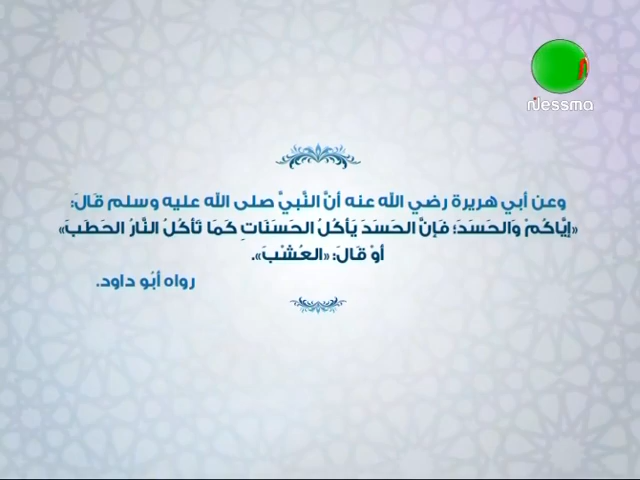 nessma
وعن أبي هريرة رضي الله عنه أنَّ النَّبيَّ صلى الله عليه وسلم قَالَ:
«إيَّاكُمْ وَالحَسَدَ؛ فَإنَّ الحَسَدَ يَأكُلُ الحَسَنَاتِ كَمَا تَأكُلُ النَّارُ الحَطَبَ»
أوْ قَالَ: «العُشْبَ».
رواه أبُو داود.